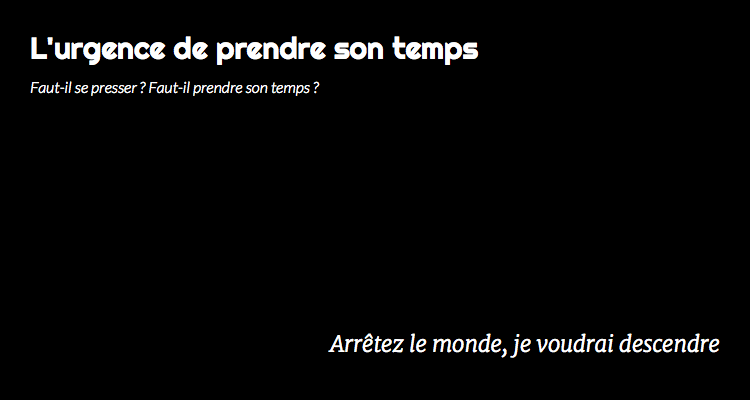 L'urgence de prendre son temps
Faut-il se presser ? Faut-il prendre son temps ?
Arrêtez le monde, je voudrai descendre